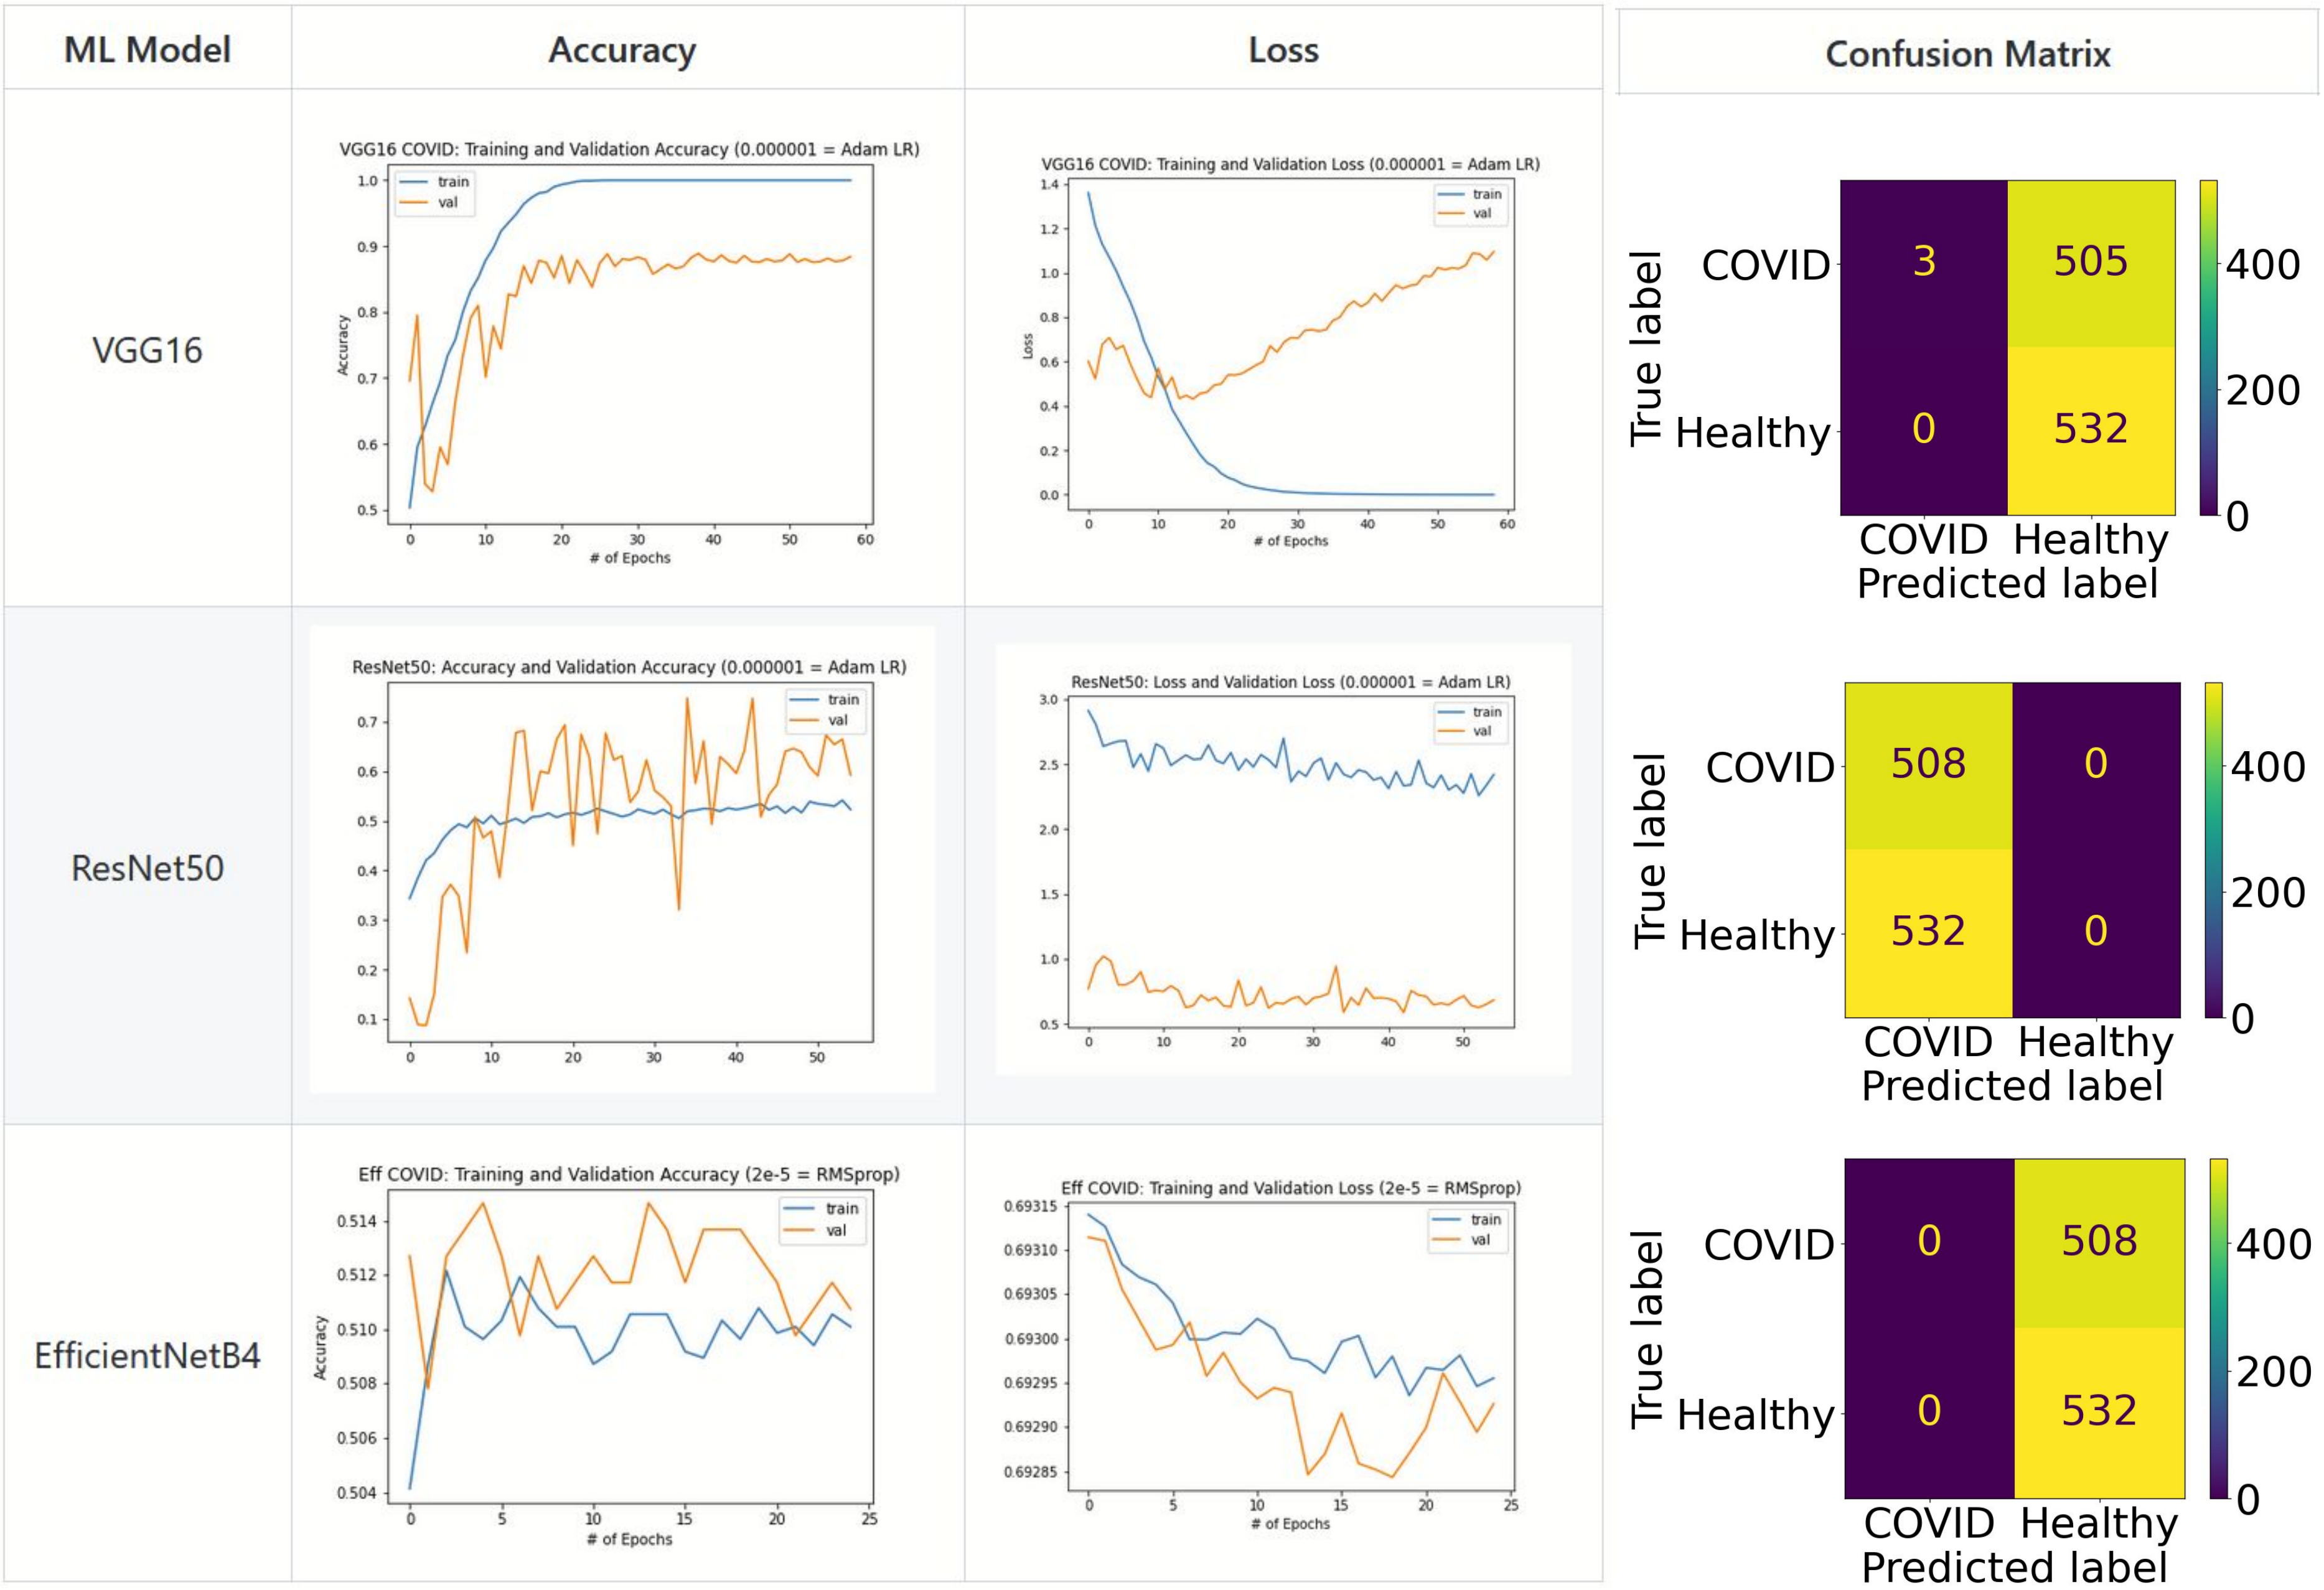 ML Model
Accuracy
Loss
Confusion Matrix
VGG16
VGG16 COVID: Training and Validation Accuracy (0.000001 = Adam LR)
train
val
1.0
0.9
0.8
0.7
0.6
0.5
Accuracy
0 10 20 30 40 50 60
# of Epochs
VGG16 COVID: Training and Validation Loss (0.000001 = Adam LR)
train
val
1.4
1.2
1.0
0.8
0.6
0.4
0.2
0.0
Loss
0 10 20 30 40 50 60
# of Epochs
True label
COVID
3 505
Healthy
0 532
400
200
0
COVID Healthy
Predicted label
ResNet50
ResNet50: Accuracy and Validation Accuracy (0.000001 = Adam LR)
train
val
0.7
0.6
0.5
0.4
0.3
0.2
0.1
0 10 20 30 40 50
ResNet50: Loss and Validation Loss (0.000001 = Adam LR)
train
val
3.0
2.5
2.0
1.5
1.0
0.5
0 10 20 30 40 50
True label
COVID
508 0
Healthy
532 0
400
200
0
COVID Healthy
Predicted label
EfficientNetB4
Eff COVID: Training and Validation Accuracy (2e-5 = RMSprop)
train
val
0.514
0.512
0.510
0.508
0.506
0.504
Accuracy
0 5 10 15 20 25
# of Epochs
Eff COVID: Training and Validation Loss (2e-5 = RMSprop)
train
val
0.69315
0.69310
0.69305
0.69300
0.69295
0.69290
0.69285
0 5 10 15 20 25
# of Epochs
True label
COVID
0 508
Healthy
0 532
400
200
0
COVID Healthy
Predicted label